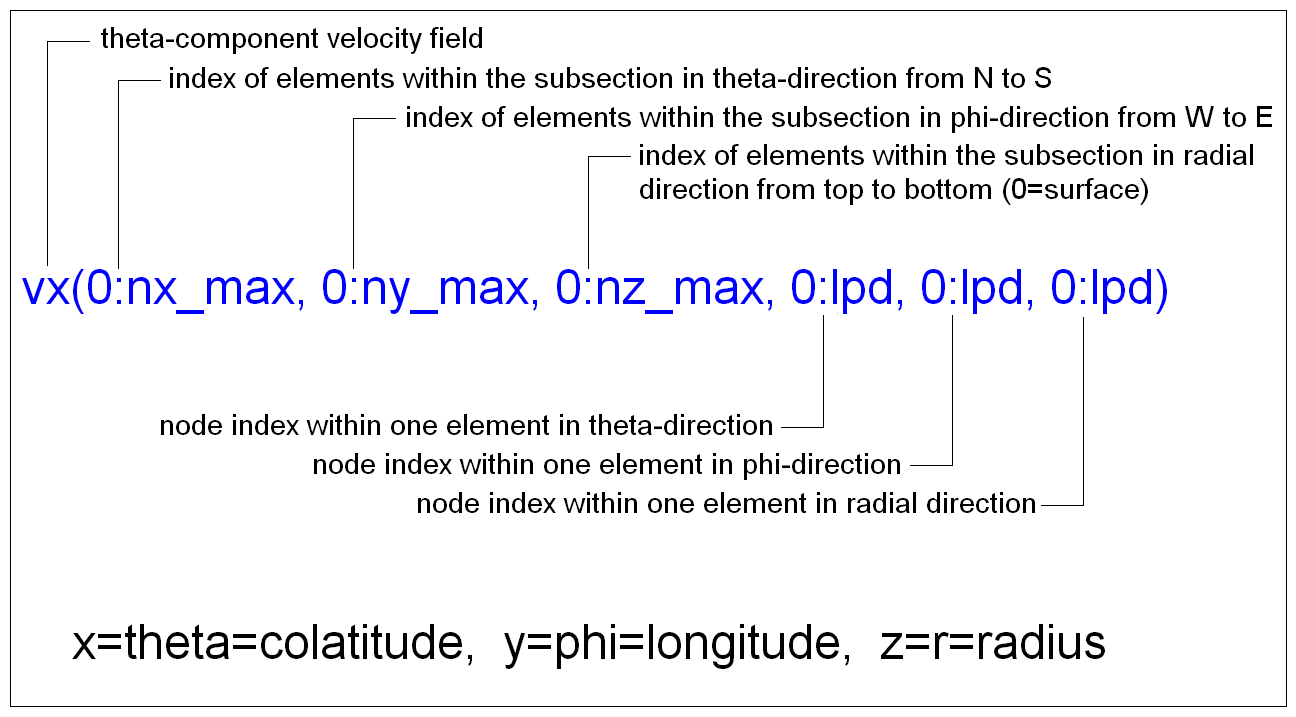 theta-component velocity field
index of elements within the subsection in theta-direction from N to S
index of elements within the subsection in phi-direction from W to E
index of elements within the subsection in radial
direction from top to bottom (0=surface)
vx(0:nx_max, 0:ny_max, 0:nz_max, 0:lpd, 0:lpd, 0:lpd)
node index within one element in theta-direction
node index within one element in phi-direction
node index within one element in radial direction
x=theta=colatitude, y=phi=longitude, z=r=radius